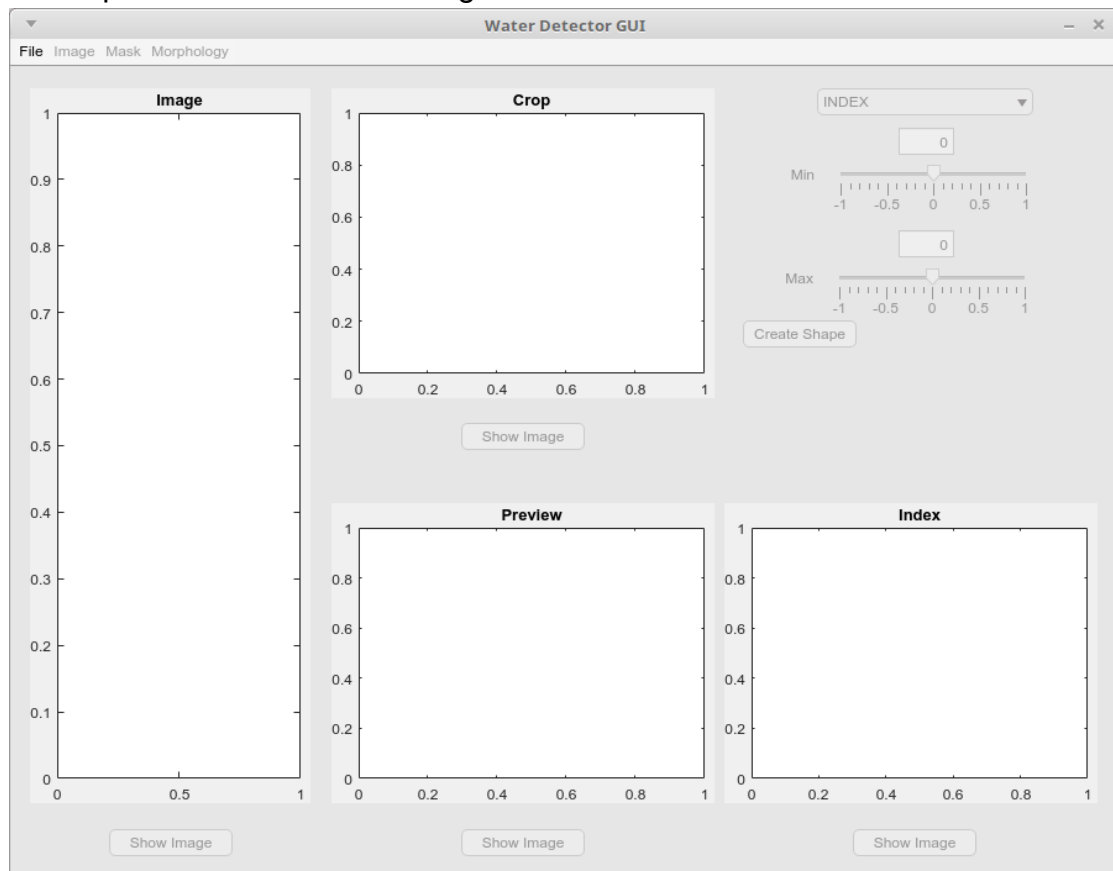 Water Detector GUI
File Image Mask Morphology
Image
1
0.9
0.8
0.7
0.6
0.5
0.4
0.3
0.2
0.1
0
0 0.5 1
Show Image
Crop
1
0.8
0.6
0.4
0.2
0
0 0.2 0.4 0.6 0.8 1
Show Image
INDEX
0
Min
-1 -0.5 0 0.5 1
0
Max
-1 -0.5 0 0.5 1
Create Shape
Preview
1
0.8
0.6
0.4
0.2
0
0 0.2 0.4 0.6 0.8 1
Show Image
Index
1
0.8
0.6
0.4
0.2
0
0 0.2 0.4 0.6 0.8 1
Show Image